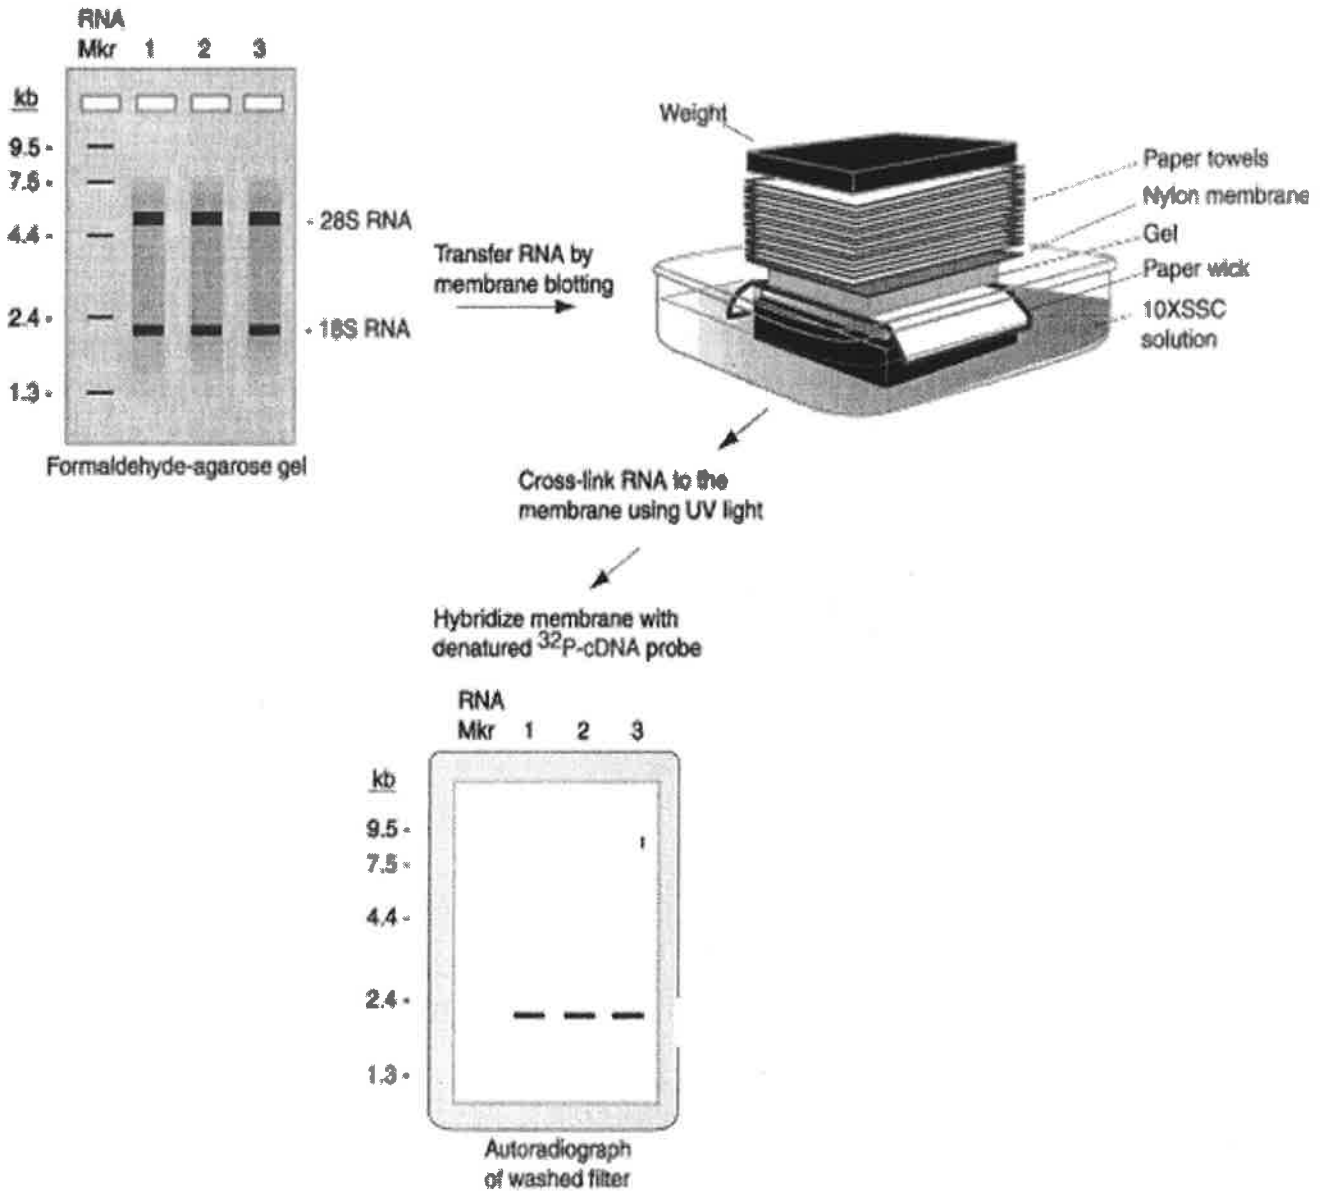 RNA
Mkr 1 2 3
kb
9.5
7.5
4.4
2.4
1.3
28S RNA
18S RNA
Formaldehyde-agarose gel
Transfer RNA by
membrane blotting
Weight
Paper towels
Nylon membrane
Gel
Paper wick
10XSSC
solution
Cross-link RNA to the
membrane using UV light
Hybridize membrane with
denatured 32P-cDNA probe
RNA
Mkr 1 2 3
kb
9.5
7.5
4.4
2.4
1.3
Autoradiograph
of washed filter